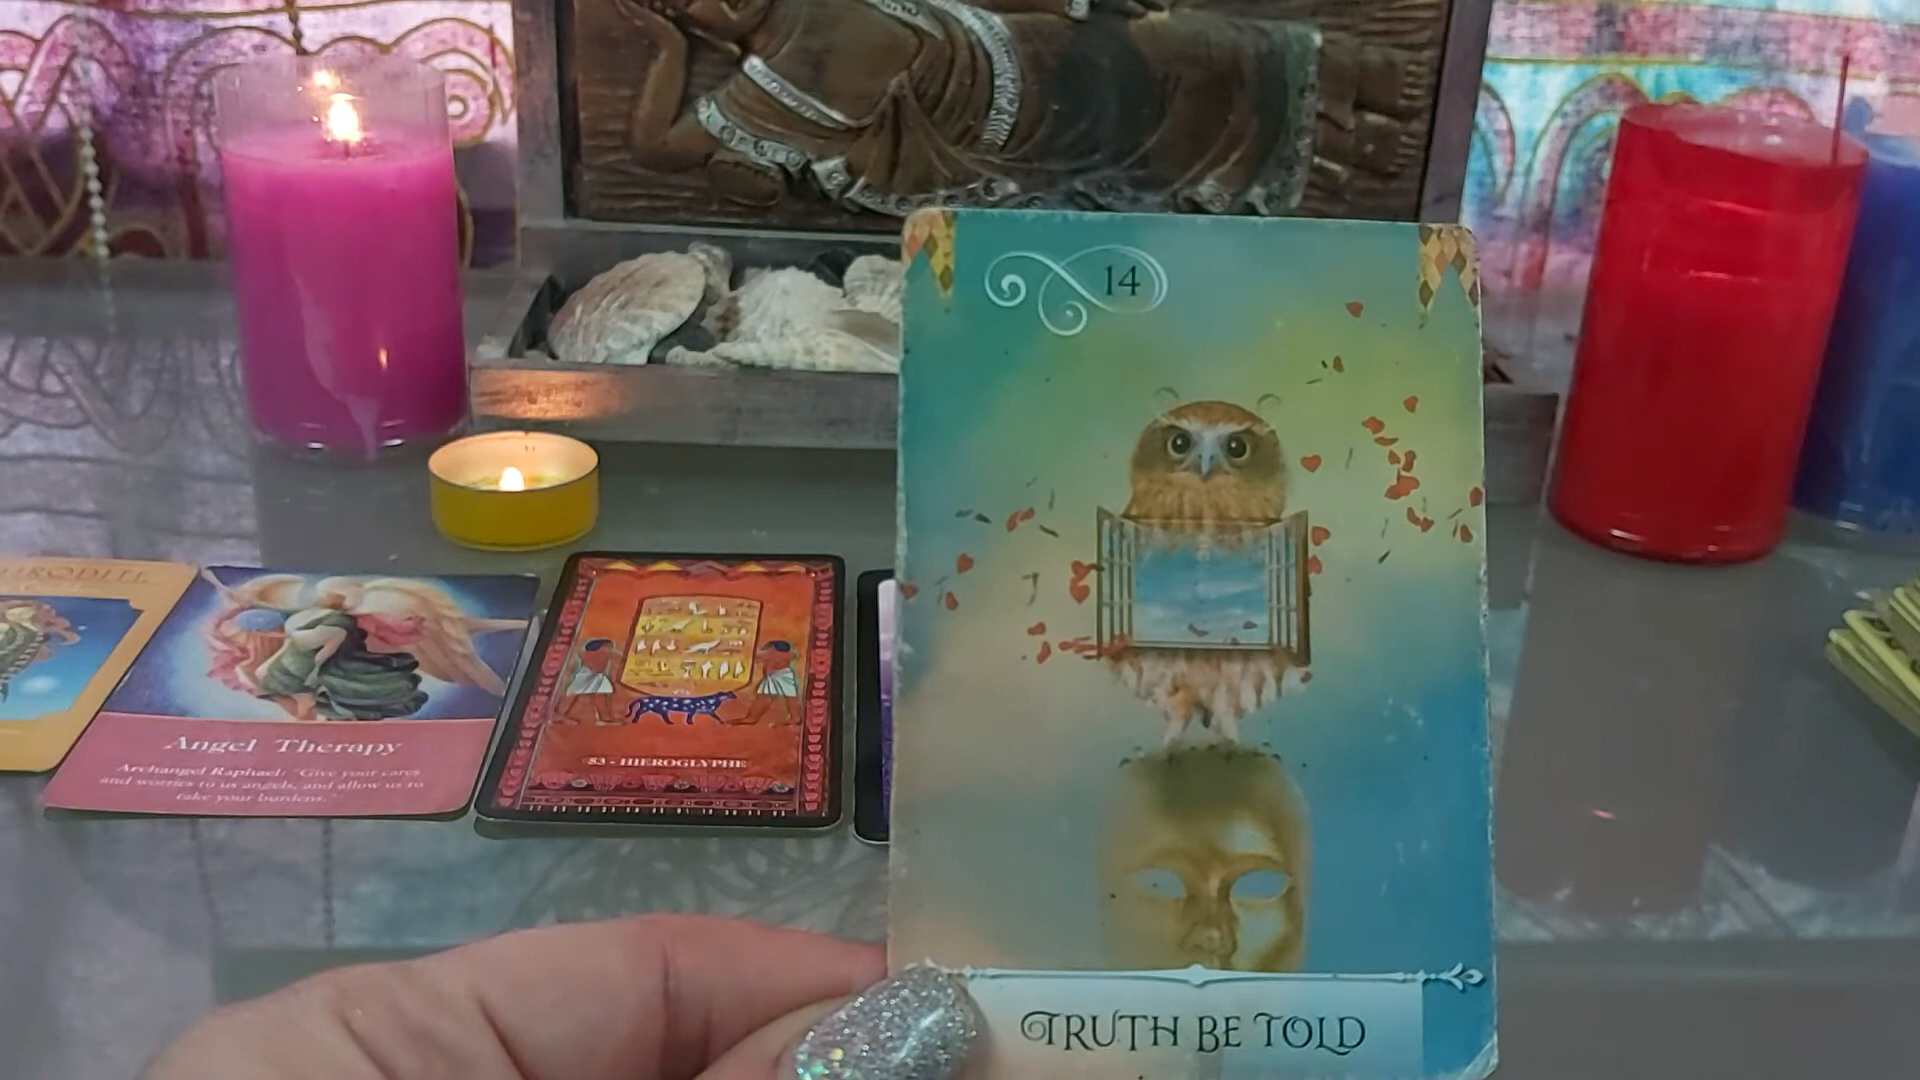 14
TRUTH BE TOLD
Angel Therapy
Archangel Raphael: "Give your cares
and worries to us angels, and allow us to
take your burdens."
53 - HIEROGLYPHE